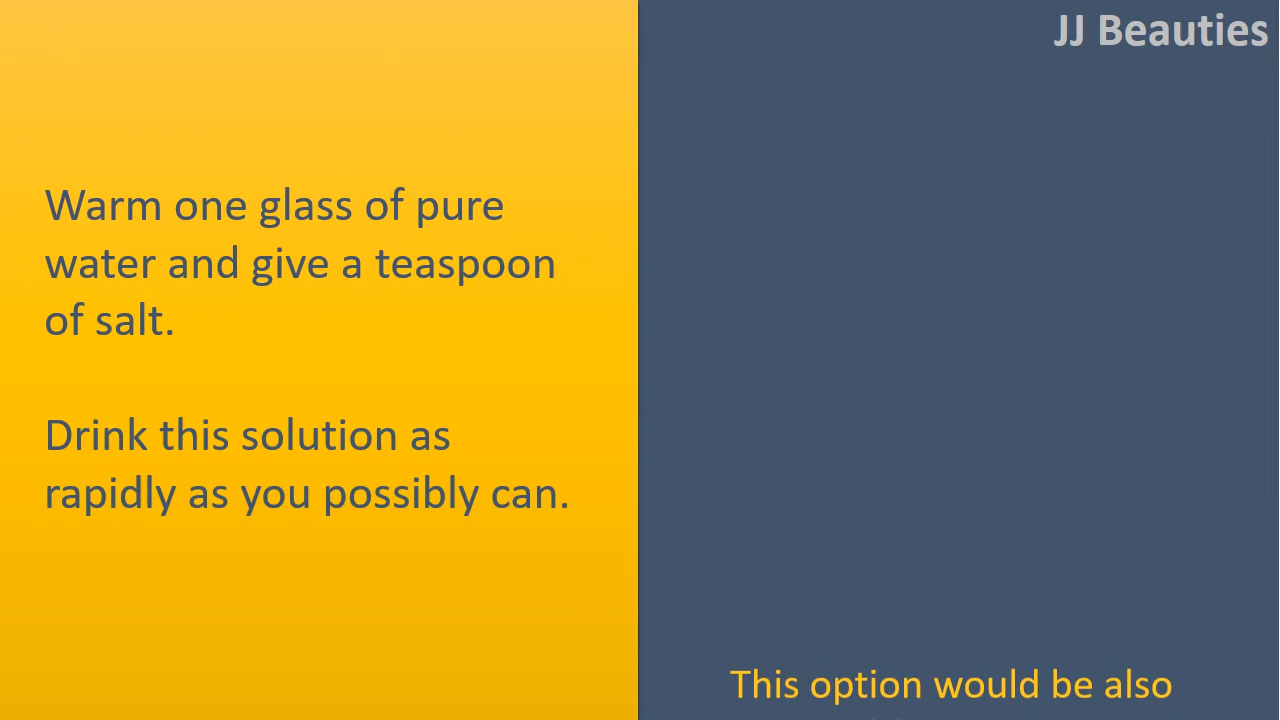 JJ Beauties
Warm one glass of pure
water and give a teaspoon
of salt.
Drink this solution as
rapidly as you possibly can.
This option would be also